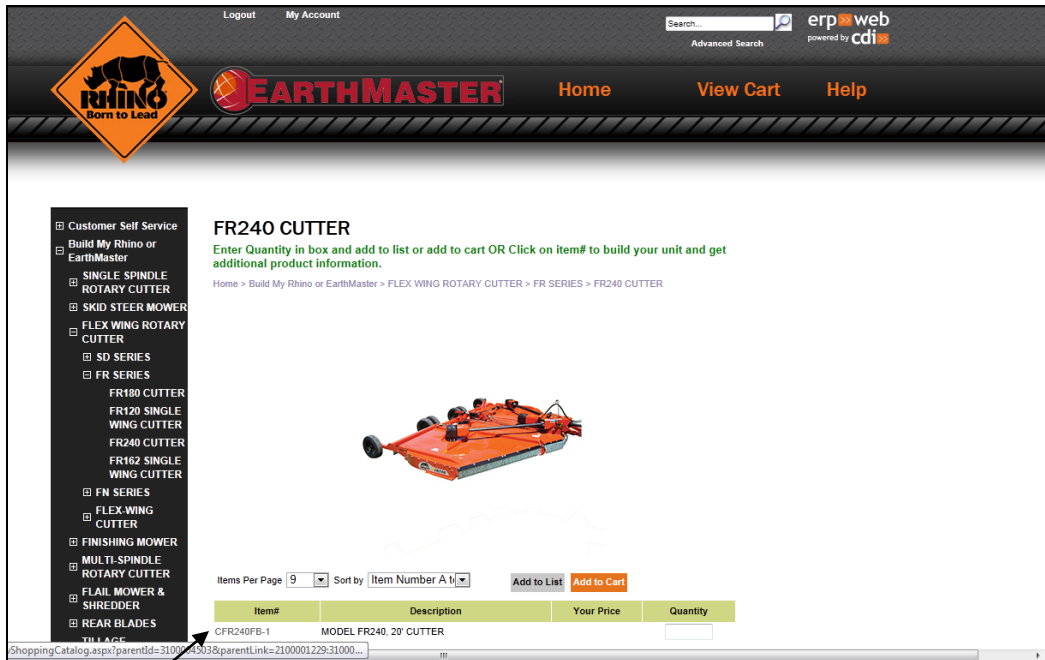 Logout My Account
Search...
erp >> web
powered by cdi >>
Advanced Search
RHINO
Born to Lead
EARTHMASTER
Home View Cart Help
Customer Self Service
Build My Rhino or
EarthMaster
SINGLE SPINDLE
ROTARY CUTTER
SKID STEER MOWER
FLEX WING ROTARY
CUTTER
SD SERIES
FR SERIES
FR180 CUTTER
FR120 SINGLE
WING CUTTER
FR240 CUTTER
FR162 SINGLE
WING CUTTER
FN SERIES
FLEX-WING
CUTTER
FINISHING MOWER
MULTI-SPINDLE
ROTARY CUTTER
FLAIL MOWER &
SHREDDER
REAR BLADES
TILLAGE
FR240 CUTTER
Enter Quantity in box and add to list or add to cart OR Click on item# to build your unit and get
additional product information.
Home > Build My Rhino or EarthMaster > FLEX WING ROTARY CUTTER > FR SERIES > FR240 CUTTER
Items Per Page 9 Sort by Item Number A t Add to List Add to Cart
Item# Description Your Price Quantity
CFR240FB-1 MODEL FR240, 20' CUTTER